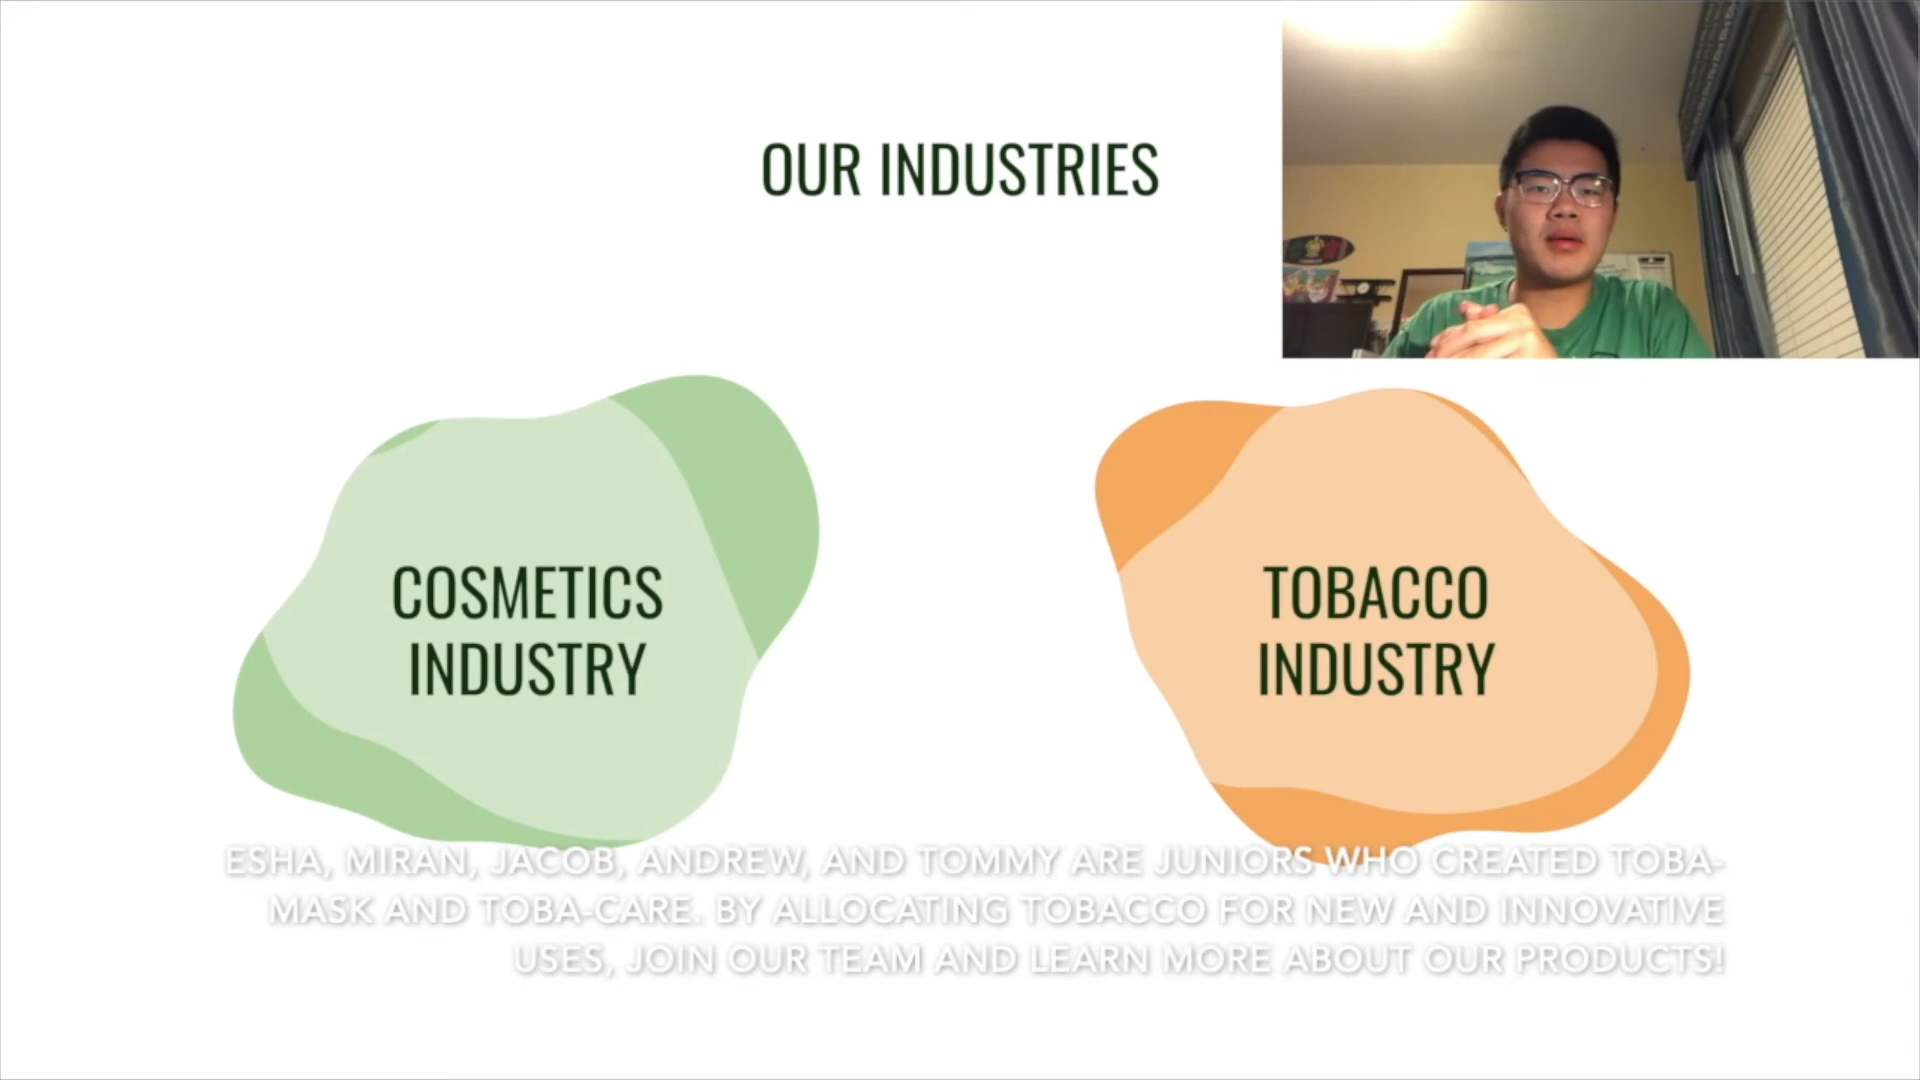 OUR INDUSTRIES
COSMETICS
INDUSTRY
TOBACCO
INDUSTRY
ESHA, MIRAN, JACOB, ANDREW, AND TOMMY ARE JUNIORS WHO CREATED TOBA-
MASK AND TOBA-CARE. BY ALLOCATING TOBACCO FOR NEW AND INNOVATIVE
USES, JOIN OUR TEAM AND LEARN MORE ABOUT OUR PRODUCTS!